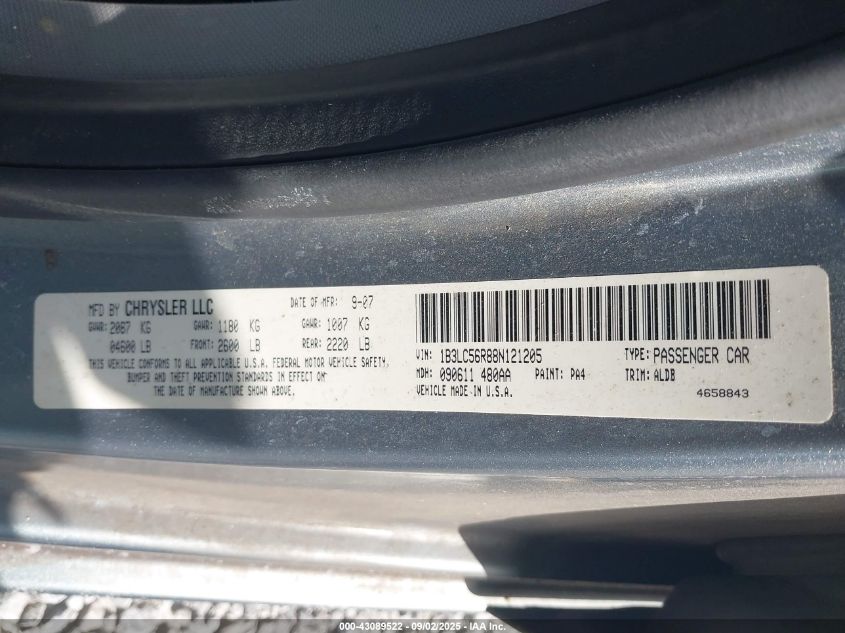 MFD BY CHRYSLER LLC DATE OF MFR: 9-07
GVWR: 2087 KG GAWR: 1180 KG GAWR: 1007 KG
04600 LB FRONT: 2600 LB REAR: 2220 LB
THIS VEHICLE CONFORMS TO ALL APPLICABLE U.S.A. FEDERAL MOTOR VEHICLE SAFETY,
BUMPER AND THEFT PREVENTION STANDARDS IN EFFECT ON
THE DATE OF MANUFACTURE SHOWN ABOVE.
VIN: 1B3LC56R88N121205 TYPE: PASSENGER CAR
MDH: 090611 480AA PAINT: PA4 TRIM: ALDB
VEHICLE MADE IN U.S.A. 4658843
000-43089522 - 09/02/2025 - IAA Inc.